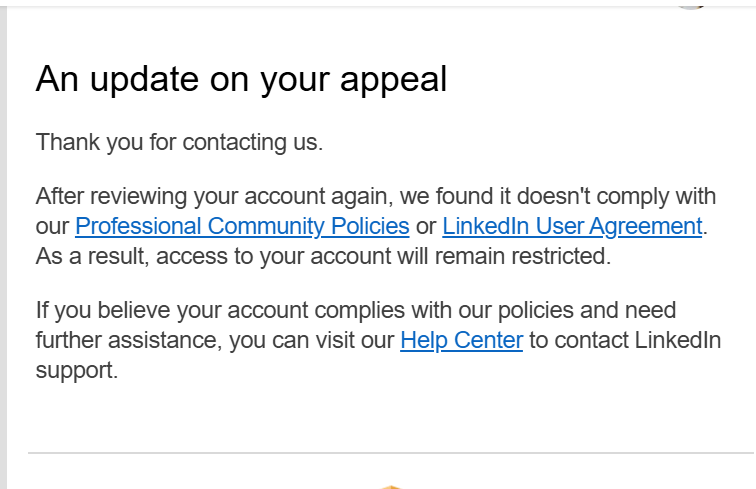 An update on your appeal
Thank you for contacting us.
After reviewing your account again, we found it doesn't comply with
our Professional Community Policies or LinkedIn User Agreement.
As a result, access to your account will remain restricted.
If you believe your account complies with our policies and need
further assistance, you can visit our Help Center to contact LinkedIn
support.